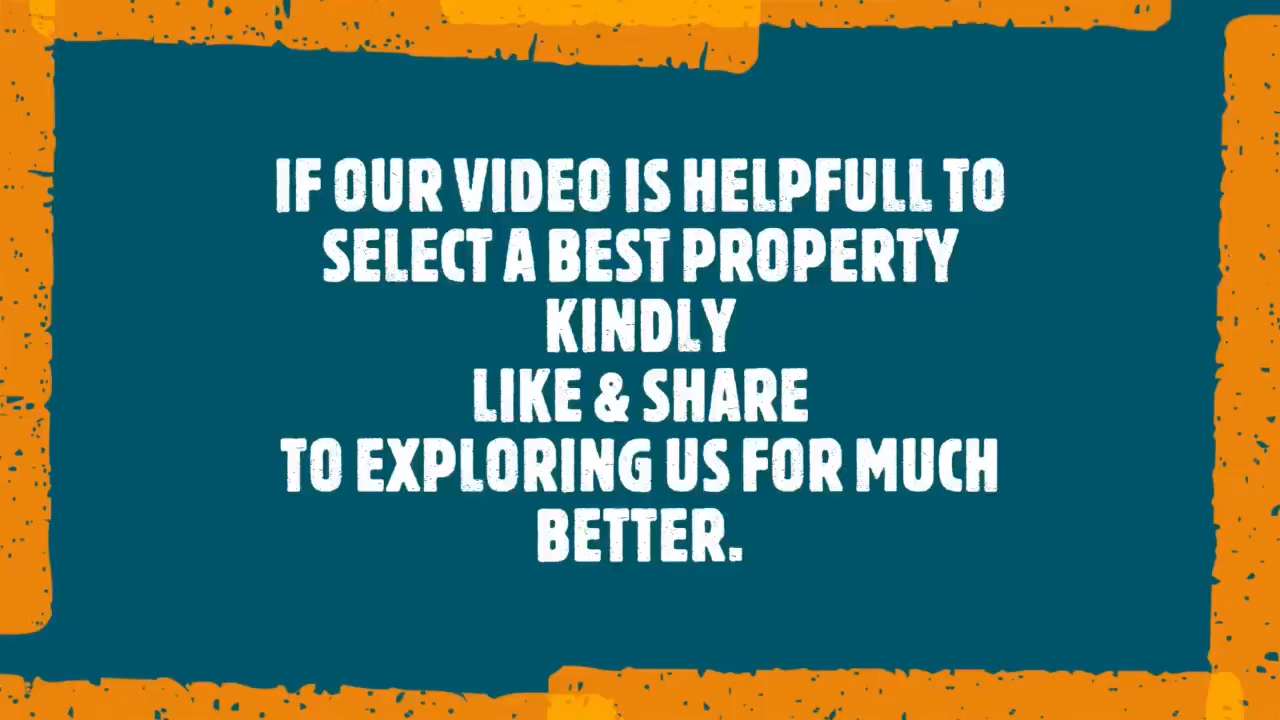 IF OUR VIDEO IS HELPFULL TO
SELECT A BEST PROPERTY
KINDLY
LIKE & SHARE
TO EXPLORING US FOR MUCH
BETTER.